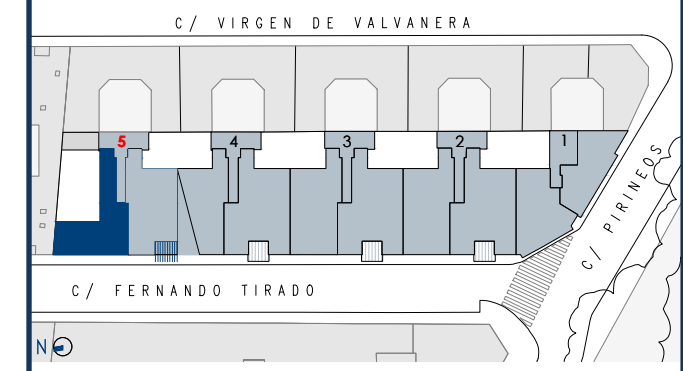 C/ VIRGEN DE VALVANERA
5 4 3 2 1
C/ PIRINEOS
C/ FERNANDO TIRADO
N